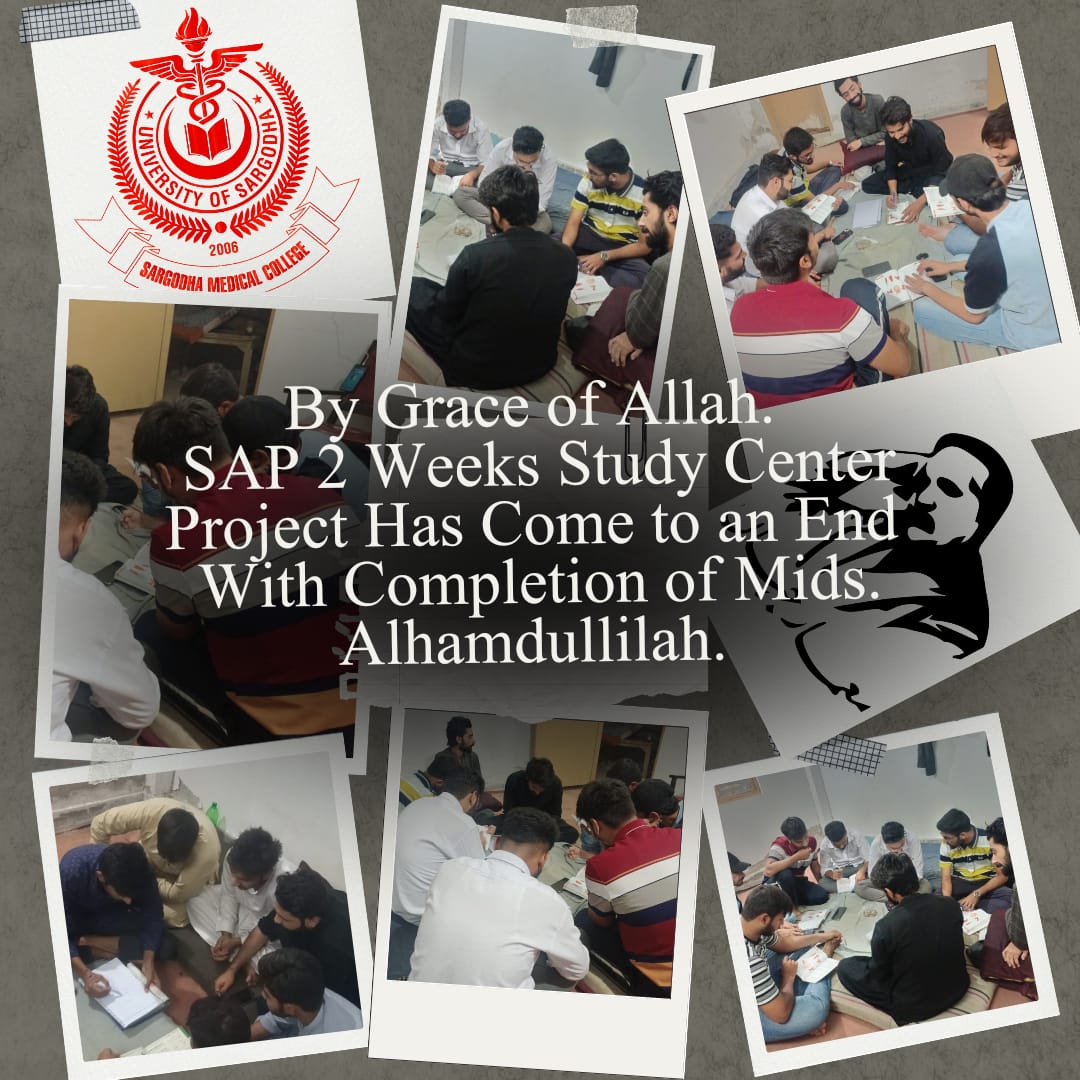 UNIVERSITY OF SARGODHA
2006
SARGODHA MEDICAL COLLEGE
By Grace of Allah.
SAP 2 Weeks Study Center
Project Has Come to an End
With Completion of Mids.
Alhamdullilah.